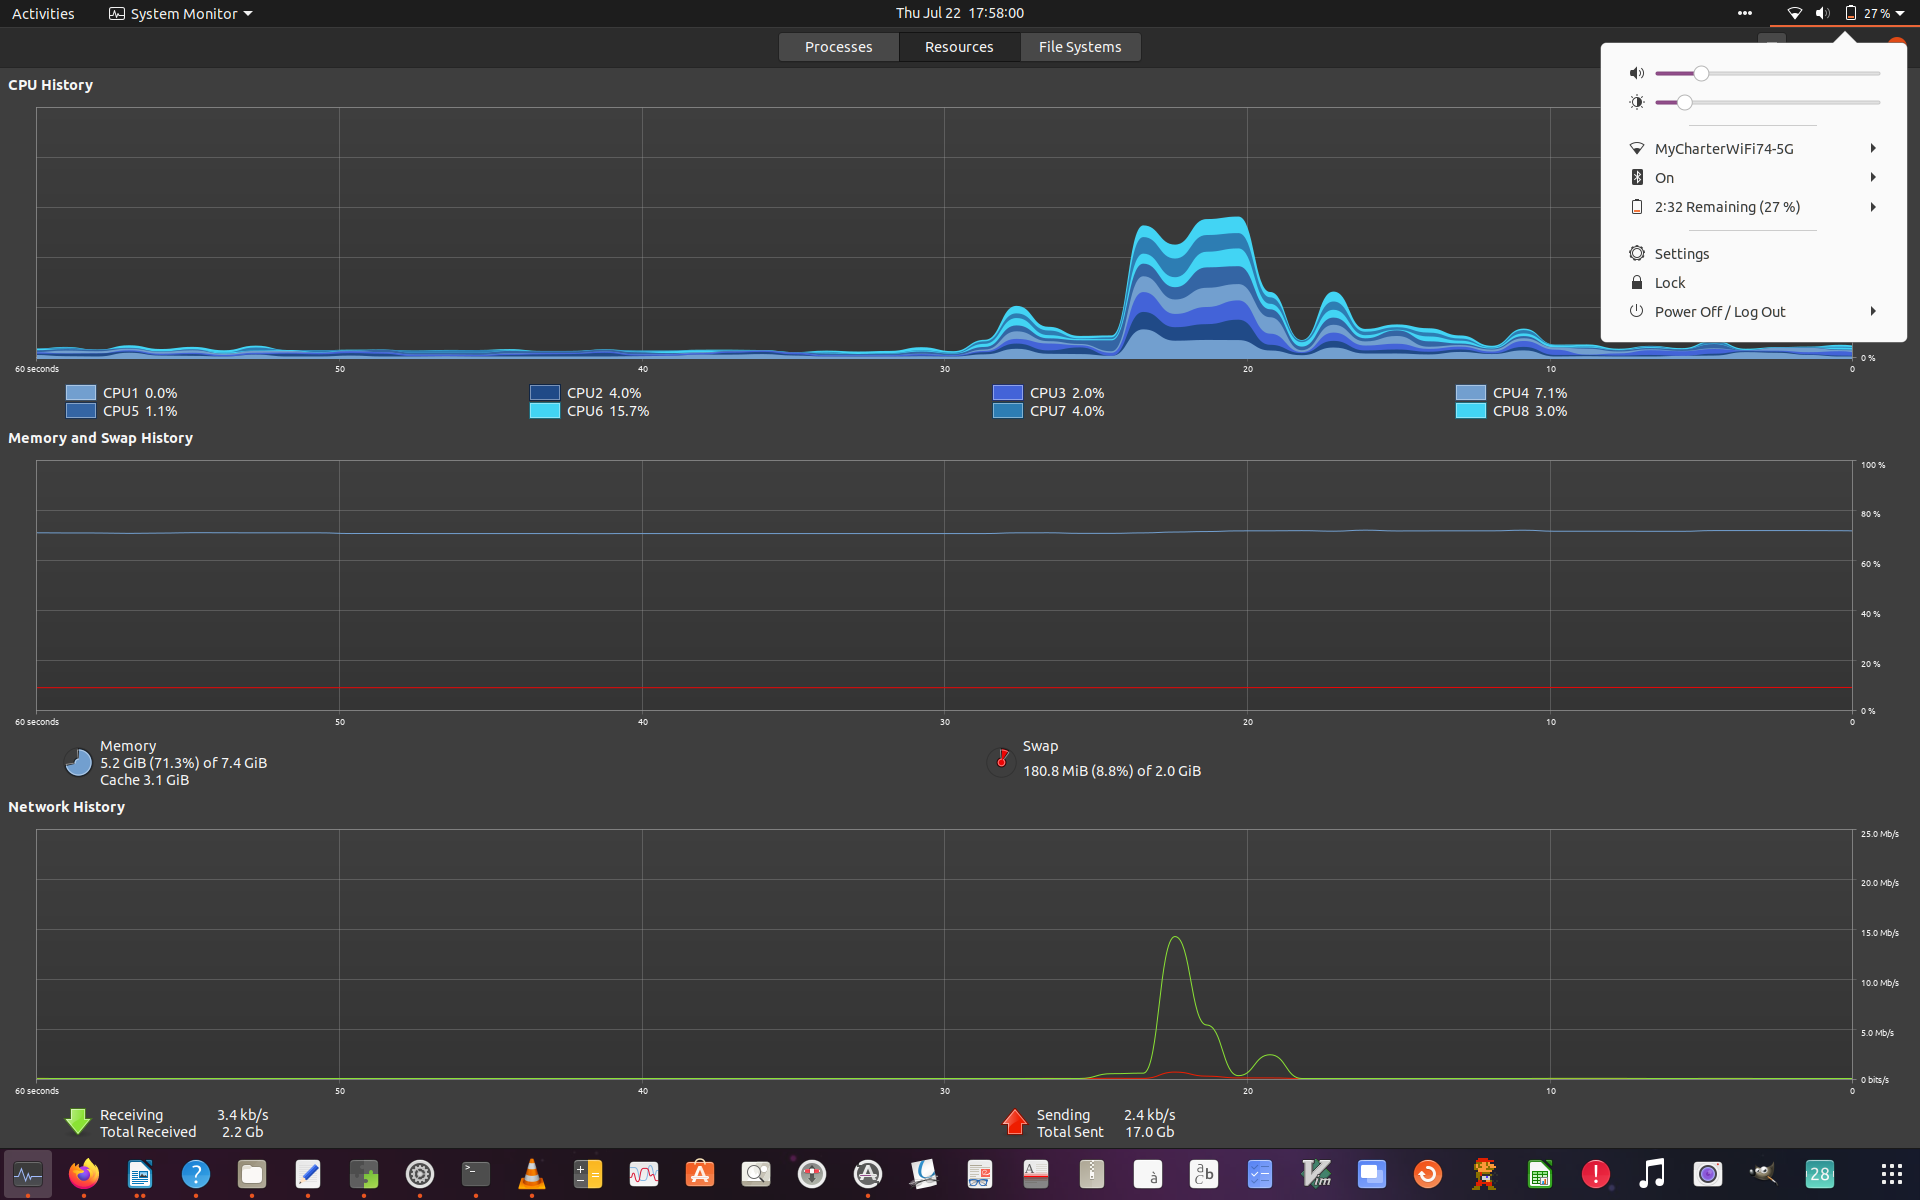 Activities
System Monitor
Thu Jul 22 17:58:00
27 %
Processes
Resources
File Systems
MyCharterWiFi74-5G
On
2:32 Remaining (27 %)
Settings
Lock
Power Off / Log Out
CPU History
0 %
60 seconds 50 40 30 20 10 0
CPU1 0.0%
CPU2 4.0%
CPU3 2.0%
CPU4 7.1%
CPU5 1.1%
CPU6 15.7%
CPU7 4.0%
CPU8 3.0%
Memory and Swap History
100 %
80 %
60 %
40 %
20 %
0 %
60 seconds 50 40 30 20 10 0
Memory
5.2 GiB (71.3%) of 7.4 GiB
Cache 3.1 GiB
Swap
180.8 MiB (8.8%) of 2.0 GiB
Network History
25.0 Mb/s
20.0 Mb/s
15.0 Mb/s
10.0 Mb/s
5.0 Mb/s
0 bits/s
60 seconds 50 40 30 20 10 0
Receiving 3.4 kb/s
Total Received 2.2 Gb
Sending 2.4 kb/s
Total Sent 17.0 Gb
?
>_
A
à
a b c
Vim
!
28